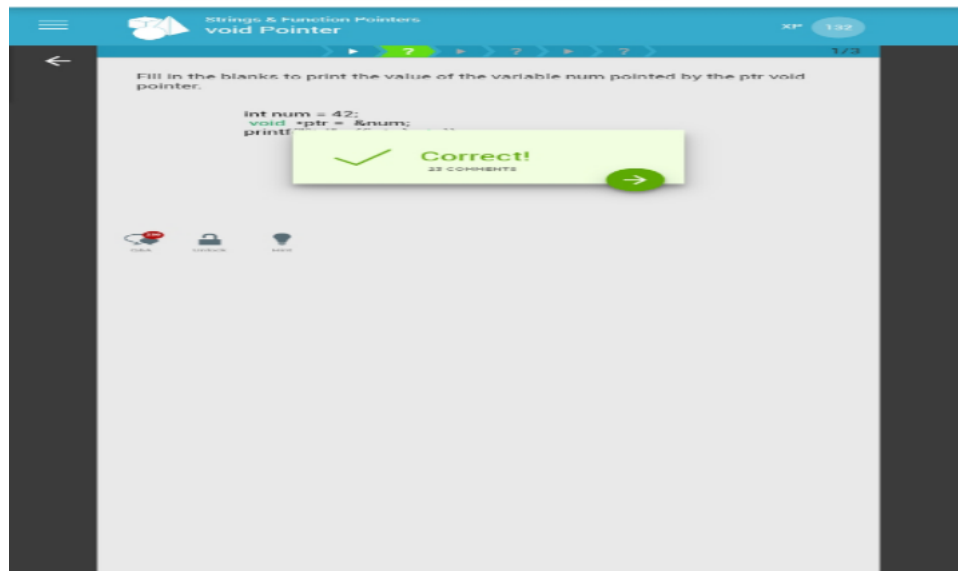 Strings & Function Pointers
void Pointer
XP 132
? ? ?
1/3
Fill in the blanks to print the value of the variable num pointed by the ptr void
pointer.
int num = 42;
void *ptr = &num;
printf
Correct!